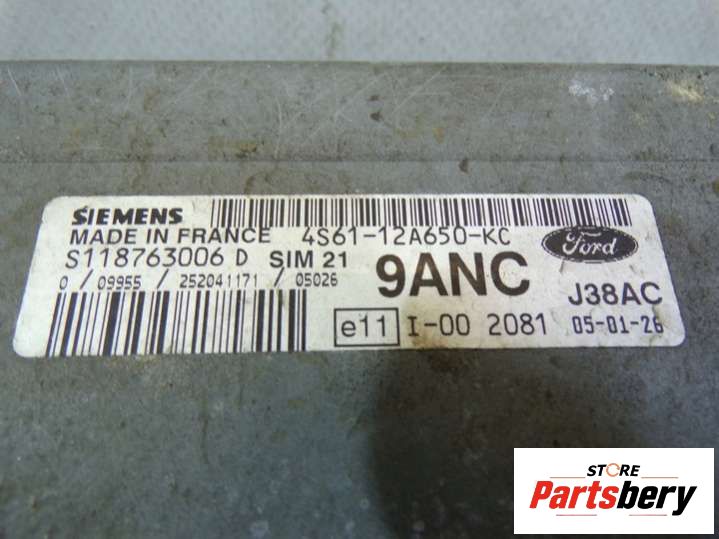 SIEMENS
MADE IN FRANCE 4S61-12A650-KC
S118763006 D SIM 21 9ANC Ford
0 / 09955 / 252041171 / 05026 J38AC
e11 I-00 2081 05-01-26
STORE
Partsbery